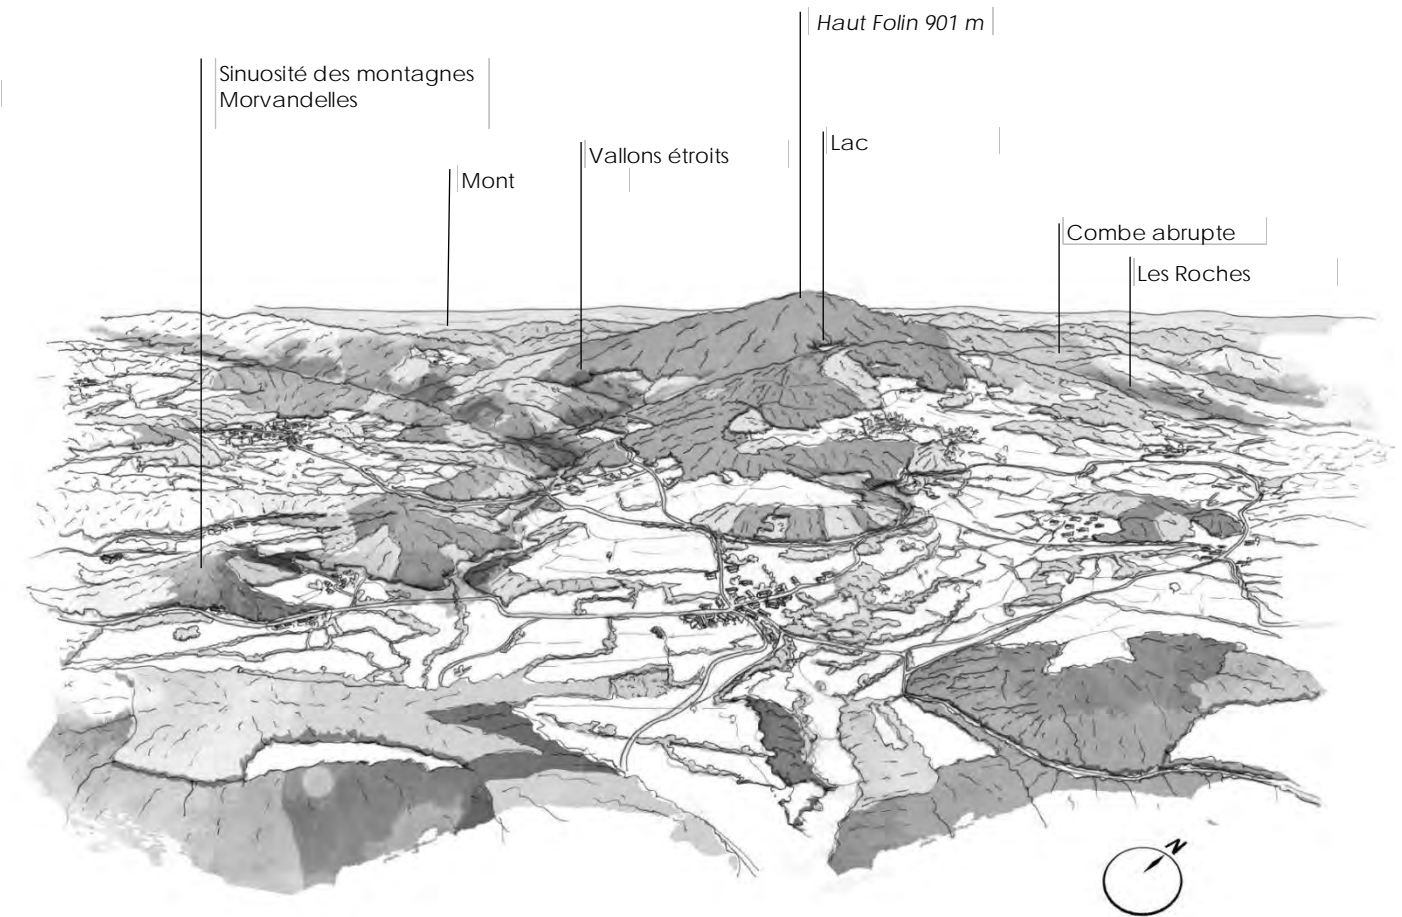 Haut Folin 901 m
Sinuosité des montagnes
Morvandelles
Lac
Vallons étroits
Mont
Combe abrupte
Les Roches
N